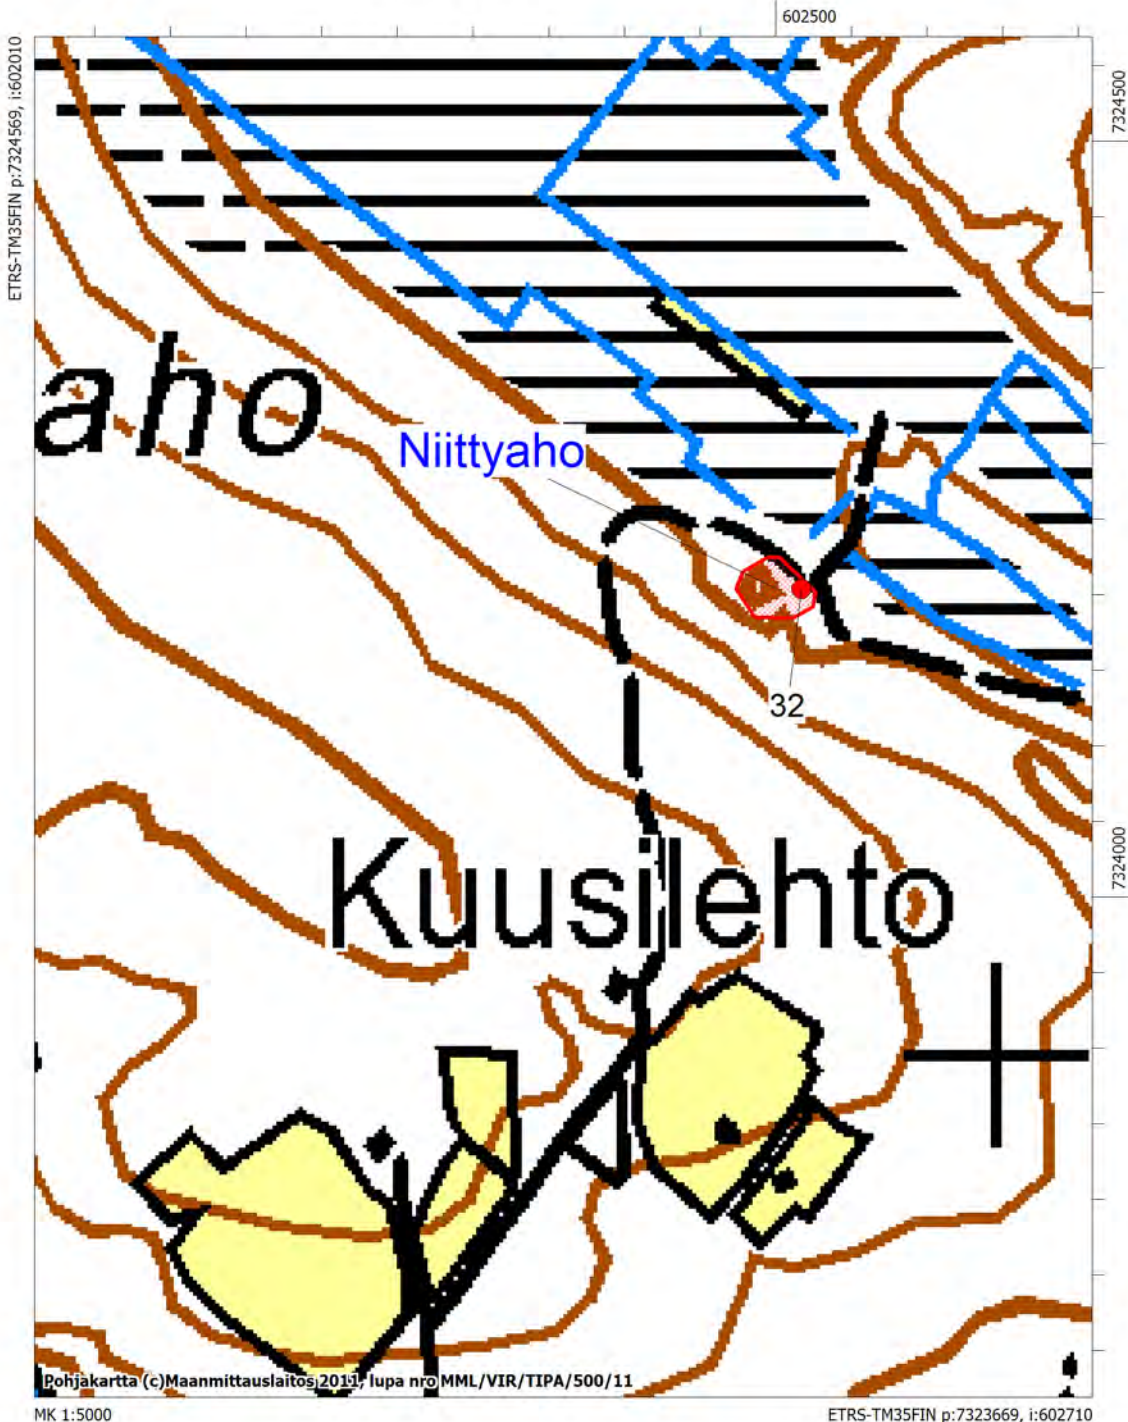 602500
ETRS-TM35FIN p:7324569, i:602010
7324500
aho
Niittyaho
32
7324000
Kuusilehto
Pohjakartta (c)Maanmittauslaitos 2011, lupa nro MML/VIR/TIPA/500/11
MK 1:5000
ETRS-TM35FIN p:7323669, i:602710